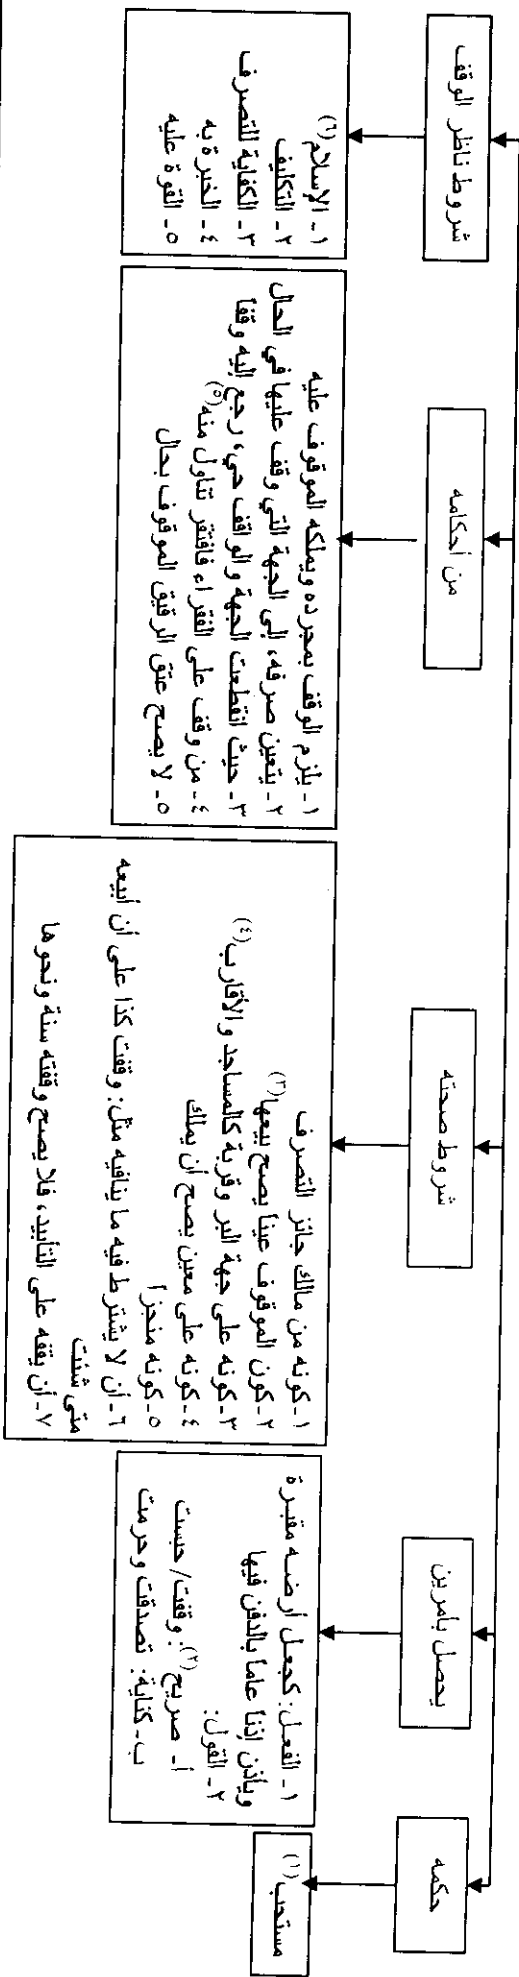 حكمه
مستحب(١)
يحصل بأمرين
١- الفعل: كجعل أرضه مقبرة
ويأذن إذنا عاما بالدفن فيها
٢- القول:
أ- صريح(٢): وقفت/ حبست
ب- كناية: تصدقت وحرمت
شروط صحته
١- كونه من مالك جائز التصرف
٢- كون الموقوف عينا يصح بيعها(٣)
٣- كونه على جهة البر وقربة كالمساجد والأقارب(٤)
٤- كونه على معين يصح أن يملك
٥- كونه منجزا
٦- أن لا يشترط فيه ما ينافيه مثل: وقفت كذا على أن أبيعه
متى شئت
٧- أن يقفه على التأبيد، فلا يصح وقفته سنة ونحوها
من أحكامه
١- يلزم الوقف بمجرده ويملكه الموقوف عليه
٢- يتعين صرفه، إلى الجهة التي وقف عليها في الحال
٣- حيث انقطعت الجهة والواقف حي، رجع إليه وقفا
٤- من وقف على الفقراء فافتقر تناول منه(٥)
٥- لا يصح عتق الرقيق الموقوف بحال
شروط ناظر الوقف
١- الإسلام(٦)
٢- التكليف
٣- الكفاية للتصرف
٤- الخبرة به
٥- القوة عليه